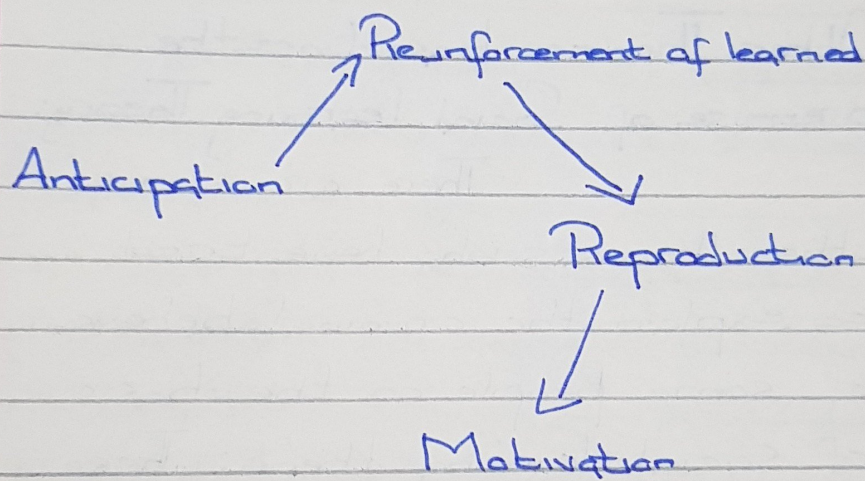 Reinforcement of learned
Anticipation
Reproduction
Motivation